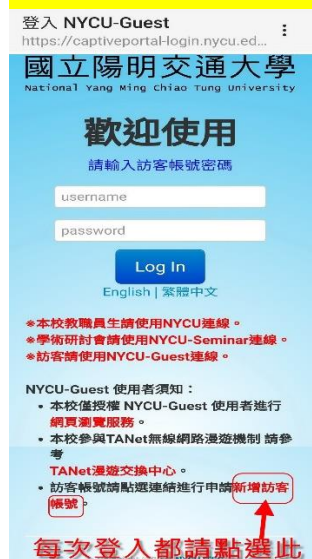 登入 NYCU-Guest
https://captiveportal-login.nycu.ed...
國立陽明交通大學
National Yang Ming Chiao Tung University
歡迎使用
請輸入訪客帳號密碼
username
password
Log In
English | 繁體中文
※本校教職員生請使用NYCU連線。
※學術研討會請使用NYCU-Seminar連線。
※訪客請使用NYCU-Guest連線。
NYCU-Guest 使用者須知：
• 本校僅授權 NYCU-Guest 使用者進行
網頁瀏覽服務。
• 本校參與TANet無線網路漫遊機制 請參
考
TANet漫遊交換中心。
• 訪客帳號請點選連結進行申請新增訪客
帳號。
每次登入都請點選此